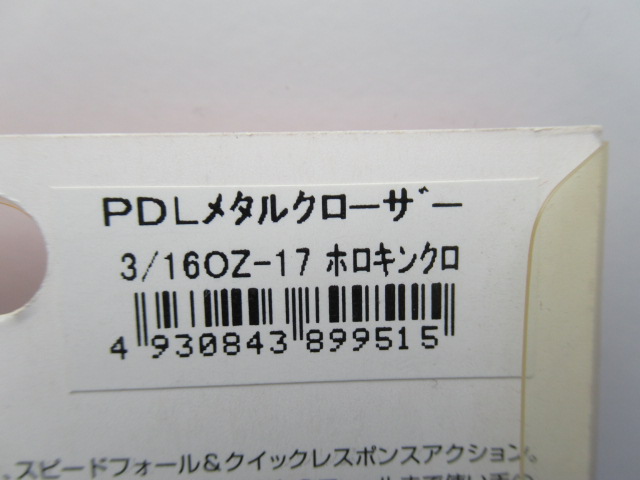 PDLメタルクローザー
3/16OZ-17 ホロキンクロ
4 930843 899515
、スピードフォール&クイックレスポンスアクション。